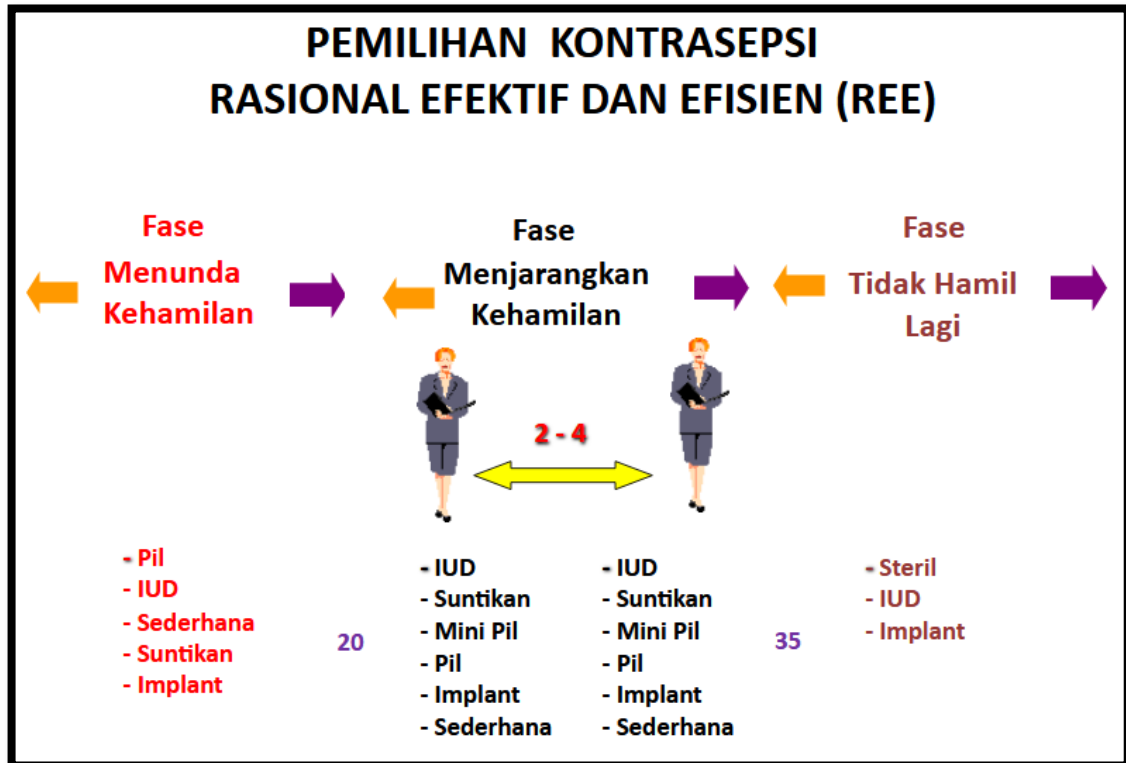 PEMILIHAN KONTRASEPSI
RASIONAL EFEKTIF DAN EFISIEN (REE)
Fase
Menunda
Kehamilan
Fase
Menjarangkan
Kehamilan
Fase
Tidak Hamil
Lagi
2 - 4
- Pil
- IUD
- Sederhana
- Suntikan
- Implant
20
- IUD
- Suntikan
- Mini Pil
- Pil
- Implant
- Sederhana
- IUD
- Suntikan
- Mini Pil
- Pil
- Implant
- Sederhana
35
- Steril
- IUD
- Implant